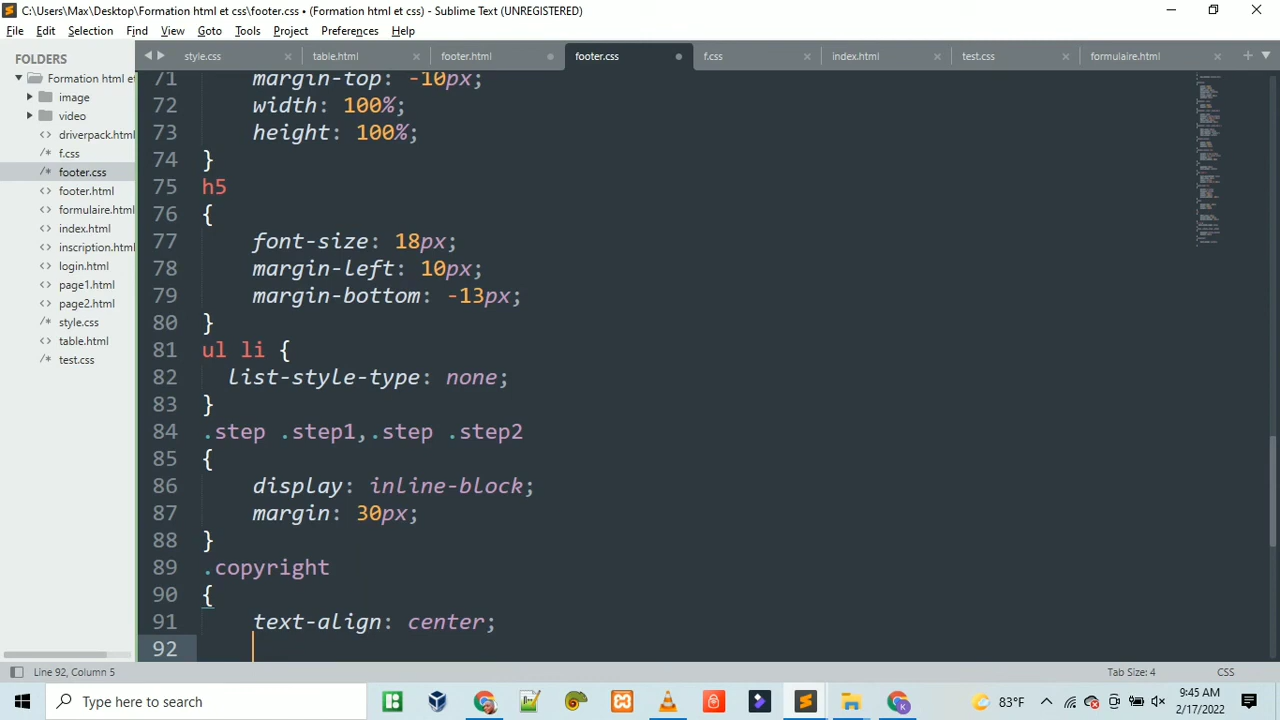 C:\Users\Max\Desktop\Formation html et css\footer.css • (Formation html et css) - Sublime Text (UNREGISTERED)
File Edit Selection Find View Goto Tools Project Preferences Help
FOLDERS
Formation html et
image
video
driverpack.html
f.css
footer.css
footer.html
formulaire.html
index.html
inscription.html
login.html
page1.html
page2.html
style.css
table.html
test.css
style.css table.html footer.html footer.css f.css index.html test.css formulaire.html
71 margin-top: -10px;
72 width: 100%;
73 height: 100%;
74 }
75 h5
76 {
77 font-size: 18px;
78 margin-left: 10px;
79 margin-bottom: -13px;
80 }
81 ul li {
82 list-style-type: none;
83 }
84 .step .step1,.step .step2
85 {
86 display: inline-block;
87 margin: 30px;
88 }
89 .copyright
90 {
91 text-align: center;
92
Line 92, Column 5 Tab Size: 4 CSS
Type here to search
83°F
9:45 AM
2/17/2022